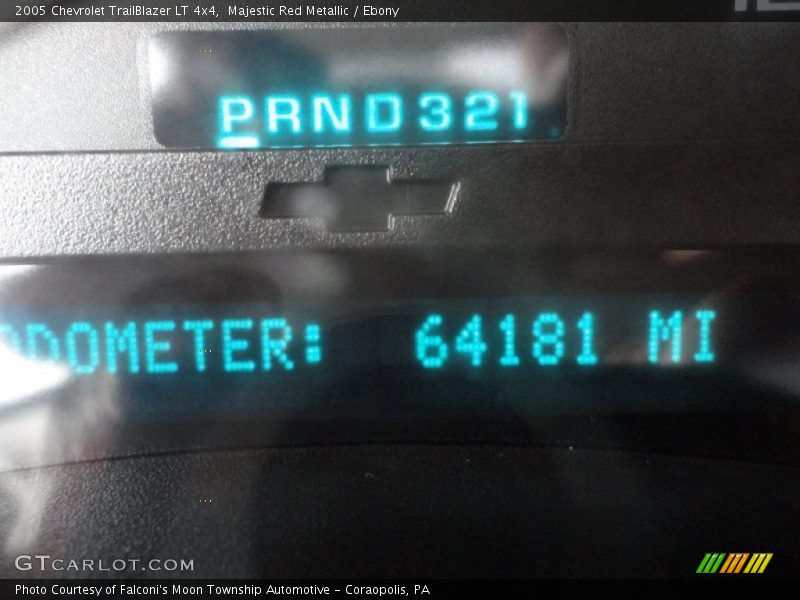 2005 Chevrolet TrailBlazer LT 4x4, Majestic Red Metallic / Ebony
PRND321
ODOMETER: 64181 MI
GTCARLOT.COM
Photo Courtesy of Falconi's Moon Township Automotive - Coraopolis, PA